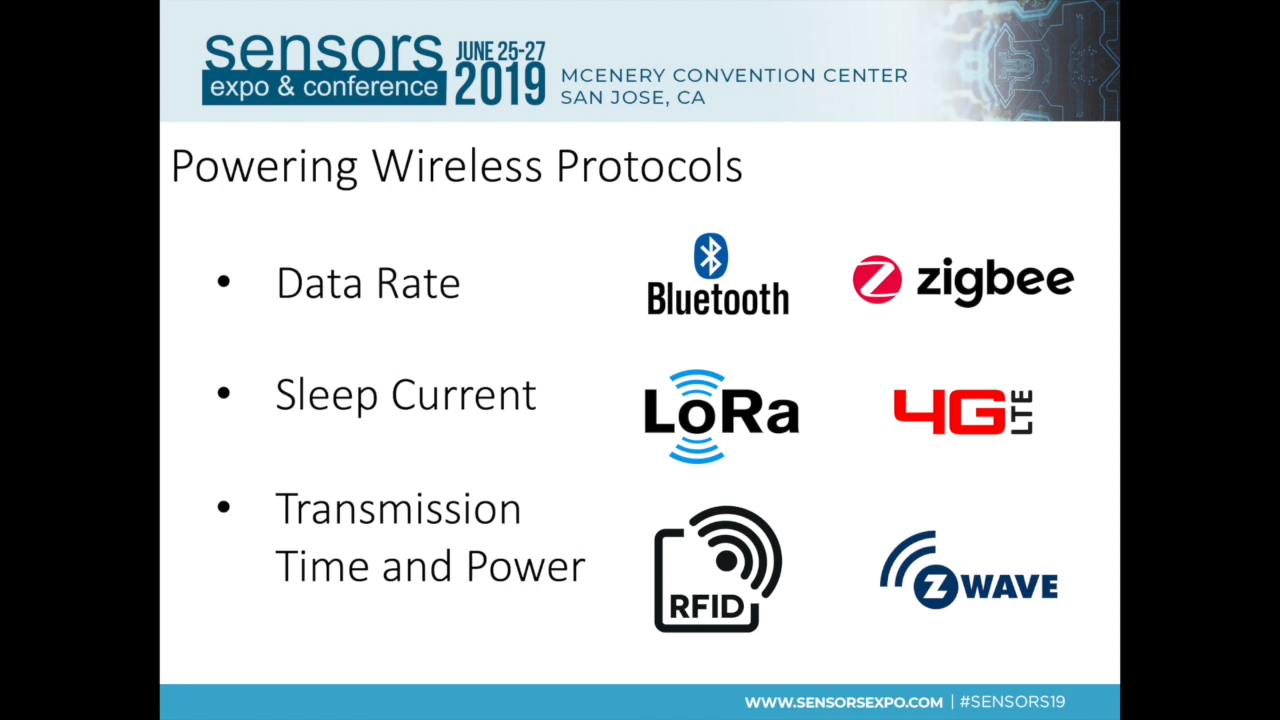 sensors
expo & conference
JUNE 25-27
2019
MCENERY CONVENTION CENTER
SAN JOSE, CA
Powering Wireless Protocols
• Data Rate
• Sleep Current
• Transmission
Time and Power
Bluetooth
zigbee
LoRa
4G LTE
RFID
Z WAVE
WWW.SENSORSEXPO.COM | #SENSORS19